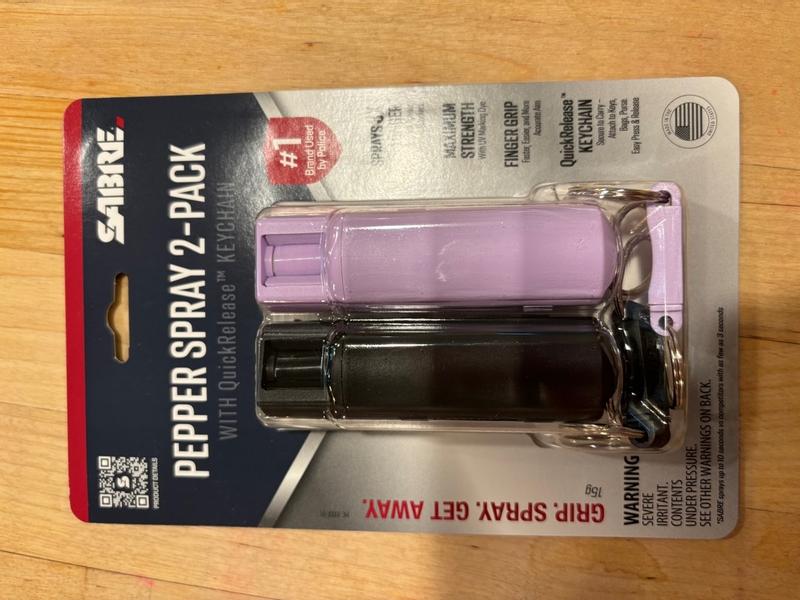 SABRE
PEPPER SPRAY 2-PACK
WITH QuickRelease™ KEYCHAIN
PRODUCT DETAILS
#1
Brand Used
by Police
MAXIMUM
STRENGTH
With UV Marking Dye
FINGER GRIP
Faster, Easier, and More
Accurate Aim
QuickRelease™
KEYCHAIN
Secure to Carry –
Attach to Keys,
Bags, Purse
Easy Press & Release
GRIP. SPRAY. GET AWAY.
15g
WARNING
SEVERE
IRRITANT.
CONTENTS
UNDER PRESSURE.
SEE OTHER WARNINGS ON BACK.
*SABRE sprays up to 10 seconds vs competitors with as few as 3 seconds